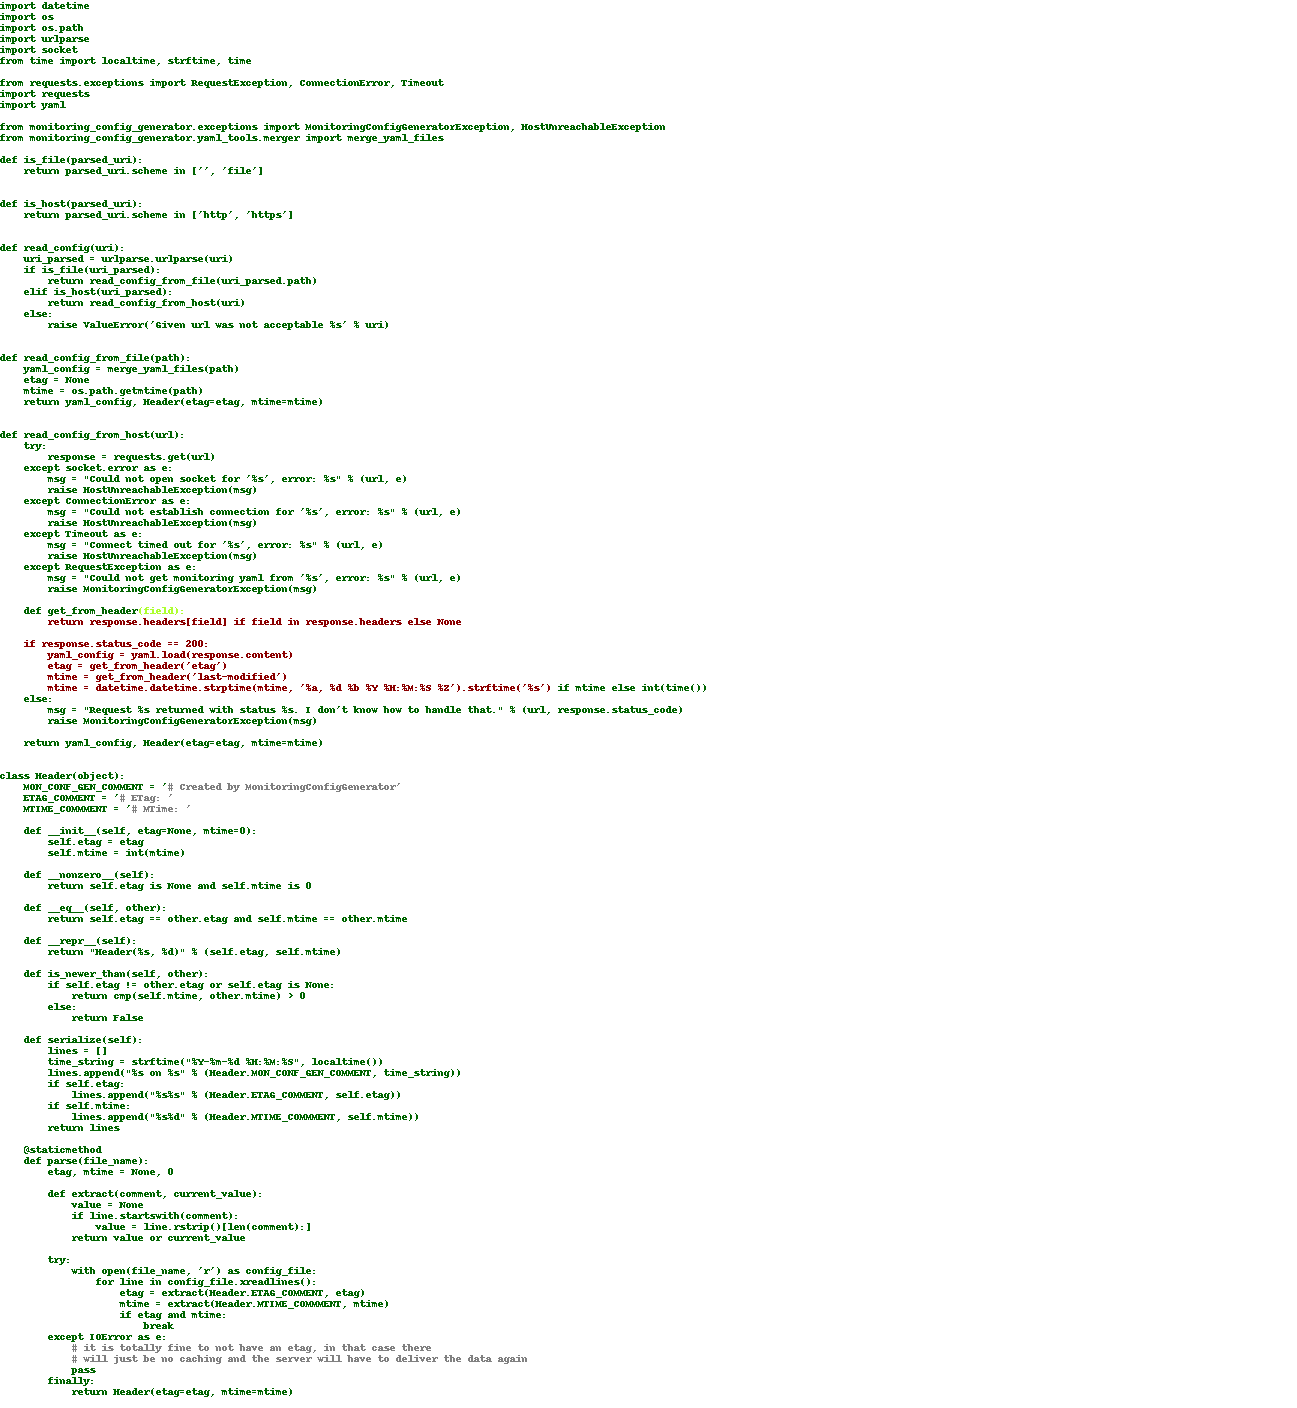 import datetime
import os
import os.path
import urlparse
import socket
from time import localtime, strftime, time

from requests.exceptions import RequestException, ConnectionError, Timeout
import requests
import yaml

from monitoring_config_generator.exceptions import MonitoringConfigGeneratorException, HostUnreachableException
from monitoring_config_generator.yaml_tools.merger import merge_yaml_files

def is_file(parsed_uri):
    return parsed_uri.scheme in ['', 'file']


def is_host(parsed_uri):
    return parsed_uri.scheme in ['http', 'https']


def read_config(uri):
    uri_parsed = urlparse.urlparse(uri)
    if is_file(uri_parsed):
        return read_config_from_file(uri_parsed.path)
    elif is_host(uri_parsed):
        return read_config_from_host(uri)
    else:
        raise ValueError('Given url was not acceptable %s' % uri)


def read_config_from_file(path):
    yaml_config = merge_yaml_files(path)
    etag = None
    mtime = os.path.getmtime(path)
    return yaml_config, Header(etag=etag, mtime=mtime)


def read_config_from_host(url):
    try:
        response = requests.get(url)
    except socket.error as e:
        msg = "Could not open socket for '%s', error: %s" % (url, e)
        raise HostUnreachableException(msg)
    except ConnectionError as e:
        msg = "Could not establish connection for '%s', error: %s" % (url, e)
        raise HostUnreachableException(msg)
    except Timeout as e:
        msg = "Connect timed out for '%s', error: %s" % (url, e)
        raise HostUnreachableException(msg)
    except RequestException as e:
        msg = "Could not get monitoring yaml from '%s', error: %s" % (url, e)
        raise MonitoringConfigGeneratorException(msg)

    def get_from_header(field):
        return response.headers[field] if field in response.headers else None

    if response.status_code == 200:
        yaml_config = yaml.load(response.content)
        etag = get_from_header('etag')
        mtime = get_from_header('last-modified')
        mtime = datetime.datetime.strptime(mtime, '%a, %d %b %Y %H:%M:%S %Z').strftime('%s') if mtime else int(time())
    else:
        msg = "Request %s returned with status %s. I don't know how to handle that." % (url, response.status_code)
        raise MonitoringConfigGeneratorException(msg)

    return yaml_config, Header(etag=etag, mtime=mtime)


class Header(object):
    MON_CONF_GEN_COMMENT = '# Created by MonitoringConfigGenerator'
    ETAG_COMMENT = '# ETag: '
    MTIME_COMMMENT = '# MTime: '

    def __init__(self, etag=None, mtime=0):
        self.etag = etag
        self.mtime = int(mtime)

    def __nonzero__(self):
        return self.etag is None and self.mtime is 0

    def __eq__(self, other):
        return self.etag == other.etag and self.mtime == other.mtime

    def __repr__(self):
        return "Header(%s, %d)" % (self.etag, self.mtime)

    def is_newer_than(self, other):
        if self.etag != other.etag or self.etag is None:
            return cmp(self.mtime, other.mtime) > 0
        else:
            return False

    def serialize(self):
        lines = []
        time_string = strftime("%Y-%m-%d %H:%M:%S", localtime())
        lines.append("%s on %s" % (Header.MON_CONF_GEN_COMMENT, time_string))
        if self.etag:
            lines.append("%s%s" % (Header.ETAG_COMMENT, self.etag))
        if self.mtime:
            lines.append("%s%d" % (Header.MTIME_COMMMENT, self.mtime))
        return lines

    @staticmethod
    def parse(file_name):
        etag, mtime = None, 0

        def extract(comment, current_value):
            value = None
            if line.startswith(comment):
                value = line.rstrip()[len(comment):]
            return value or current_value

        try:
            with open(file_name, 'r') as config_file:
                for line in config_file.xreadlines():
                    etag = extract(Header.ETAG_COMMENT, etag)
                    mtime = extract(Header.MTIME_COMMMENT, mtime)
                    if etag and mtime:
                        break
        except IOError as e:
            # it is totally fine to not have an etag, in that case there
            # will just be no caching and the server will have to deliver the data again
            pass
        finally:
            return Header(etag=etag, mtime=mtime)